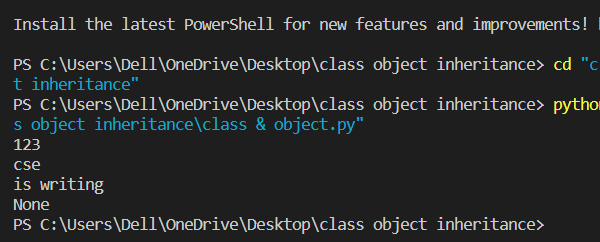 Install the latest PowerShell for new features and improvements!
PS C:\Users\Dell\OneDrive\Desktop\class object inheritance> cd "c
t inheritance"
PS C:\Users\Dell\OneDrive\Desktop\class object inheritance> python
s object inheritance\class & object.py"
123
cse
is writing
None
PS C:\Users\Dell\OneDrive\Desktop\class object inheritance>